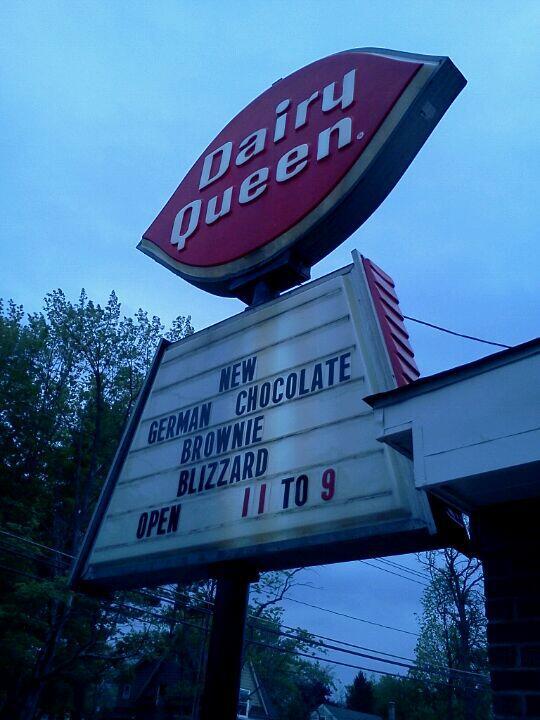 Dairy
Queen.
NEW
GERMAN CHOCOLATE
BROWNIE
BLIZZARD
OPEN 11 TO 9